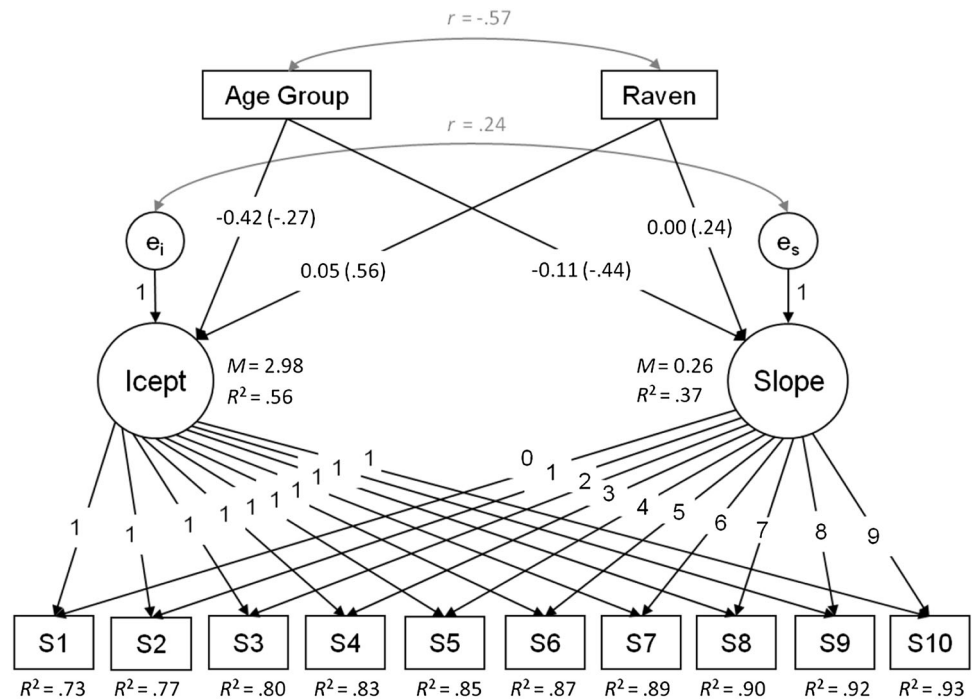 r = -.57
Age Group Raven
r = .24
-0.42 (-.27) 0.00 (.24)
ei es
0.05 (.56) -0.11 (-.44)
1 1
Icept M = 2.98 M = 0.26 Slope
R² = .56 R² = .37
1 1 1 1 1 1 1 1 1 1 0 1 2 3 4 5 6 7 8 9
S1 S2 S3 S4 S5 S6 S7 S8 S9 S10
R² = .73 R² = .77 R² = .80 R² = .83 R² = .85 R² = .87 R² = .89 R² = .90 R² = .92 R² = .93